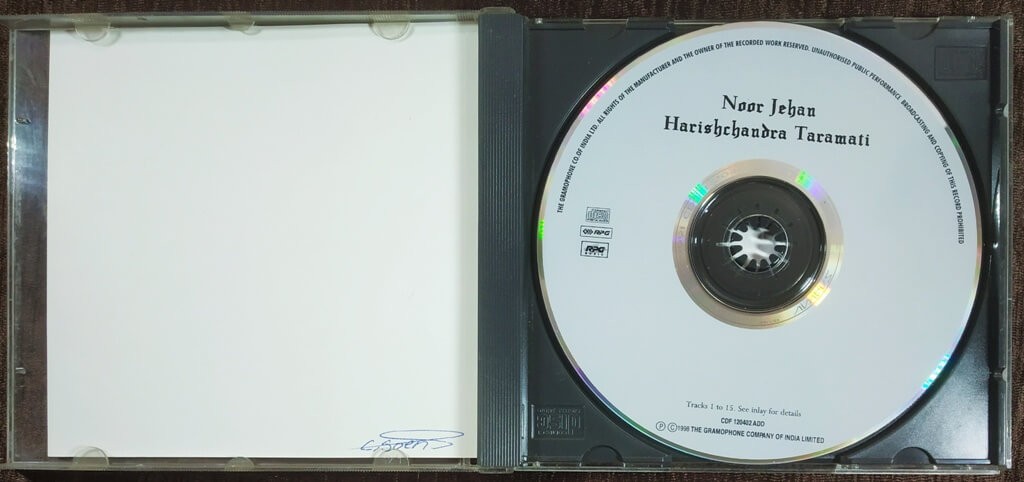 THE GRAMOPHONE CO. OF INDIA LTD. ALL RIGHTS OF THE MANUFACTURER AND THE OWNER OF THE RECORDED WORK RESERVED. UNAUTHORISED PUBLIC PERFORMANCE BROADCASTING AND COPYING OF THIS RECORD PROHIBITED
Noor Jehan
Harishchandra Taramati
RPG
RPG
MUSIC
Tracks 1 to 15. See inlay for details
CDF 120402 ADD
Ⓟ Ⓒ 1998 THE GRAMOPHONE COMPANY OF INDIA LIMITED